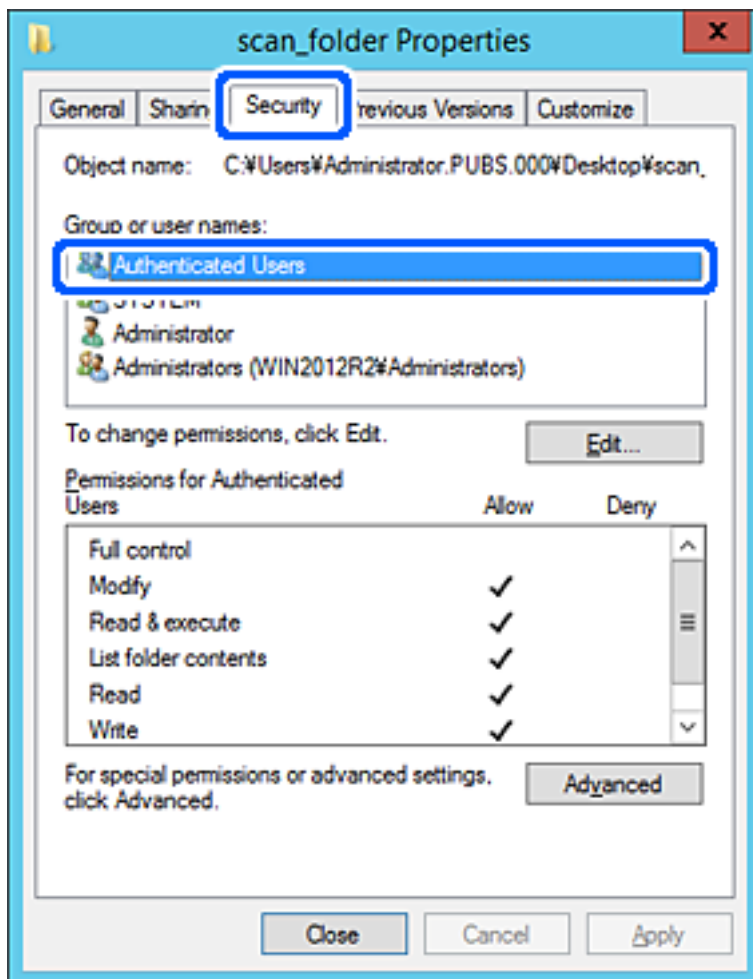 scan_folder Properties
x
General Sharin Security revious Versions Customize
Object name: C:¥Users¥Administrator.PUBS.000¥Desktop¥scan_
Group or user names:
Authenticated Users
SYSTEM
Administrator
Administrators (WIN2012R2¥Administrators)
To change permissions, click Edit.
Edit...
Permissions for Authenticated
Users Allow Deny
Full control
Modify
Read & execute
List folder contents
Read
Write
For special permissions or advanced settings,
click Advanced.
Advanced
Close Cancel Apply